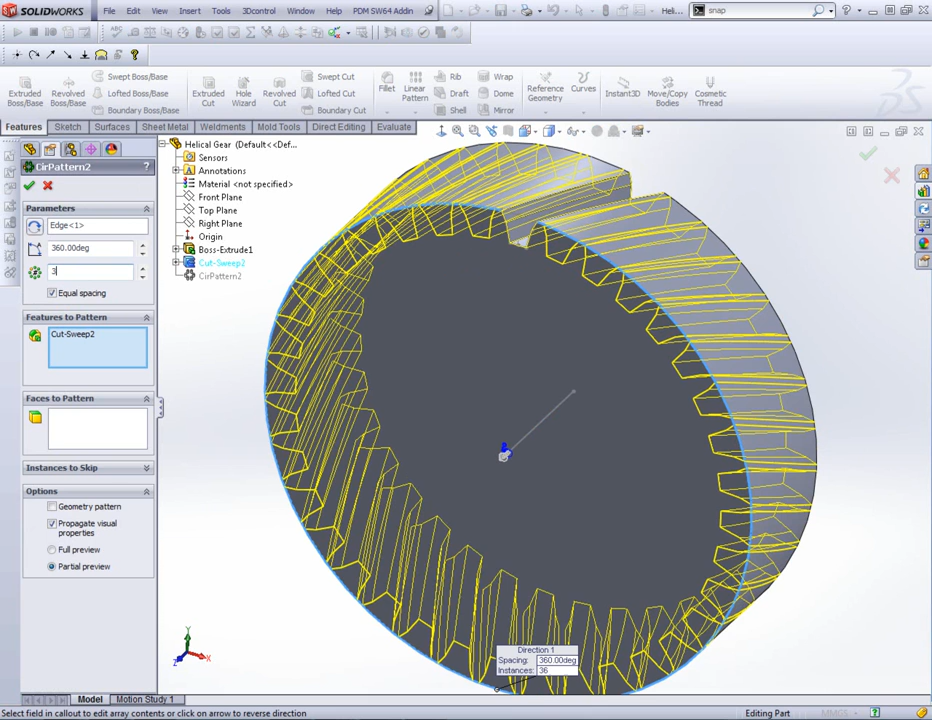 SOLIDWORKS File Edit View Insert Tools 3Dcontrol Window Help PDM SW64 Addin Heli... snap
Extruded Boss/Base
Revolved Boss/Base
Swept Boss/Base
Lofted Boss/Base
Boundary Boss/Base
Extruded Cut
Hole Wizard
Revolved Cut
Swept Cut
Lofted Cut
Boundary Cut
Fillet
Linear Pattern
Rib
Draft
Shell
Wrap
Dome
Mirror
Reference Geometry
Curves
Instant3D
Move/Copy Bodies
Cosmetic Thread
Features Sketch Surfaces Sheet Metal Weldments Mold Tools Direct Editing Evaluate
CirPattern2 ?
Parameters
Edge<1>
360.00deg
3
Equal spacing
Features to Pattern
Cut-Sweep2
Faces to Pattern
Instances to Skip
Options
Geometry pattern
Propagate visual
properties
Full preview
Partial preview
Helical Gear (Default<<Def...
Sensors
Annotations
Material <not specified>
Front Plane
Top Plane
Right Plane
Origin
Boss-Extrude1
Cut-Sweep2
CirPattern2
Direction 1
Spacing: 360.00deg
Instances: 36
Y
X
Z
Model Motion Study 1
Select field in callout to edit array contents or click on arrow to reverse direction Editing Part MMGS